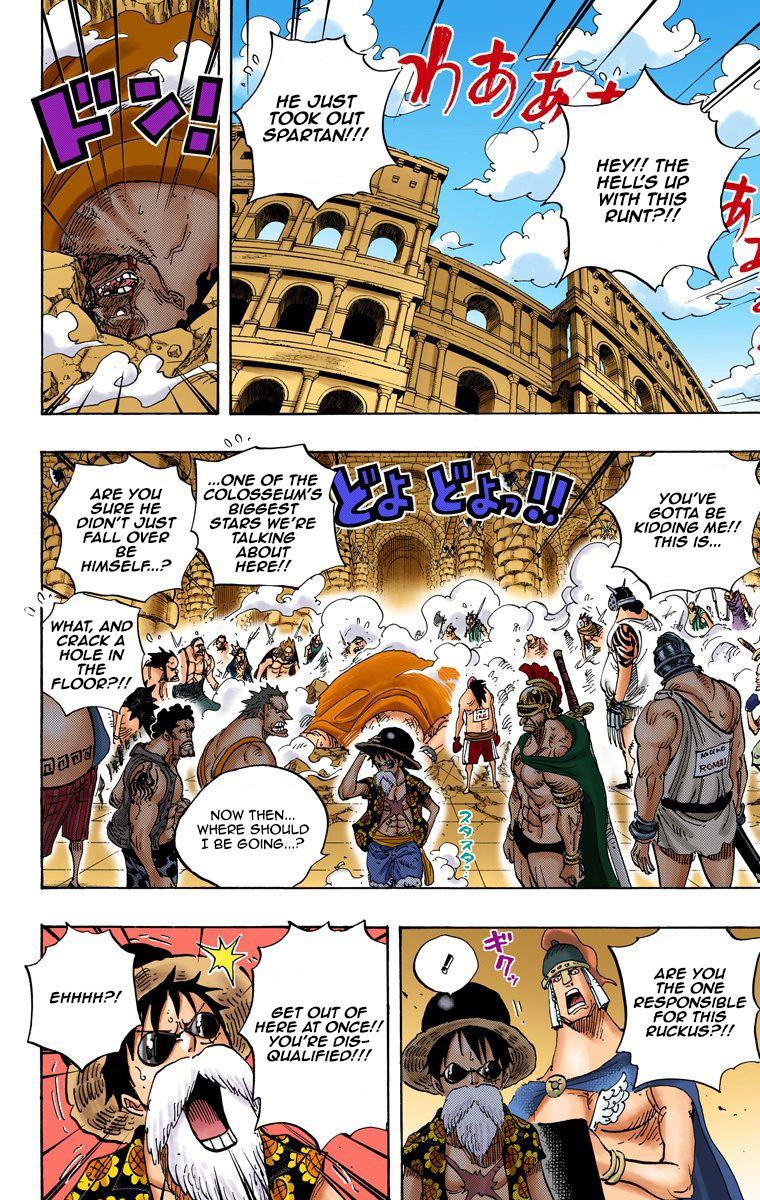 HEY!! THE
HELL'S UP
WITH THIS
RUNT?!!
わあああ
あ
HE JUST
TOOK OUT
SPARTAN!!!
ドン!
YOU'VE
GOTTA BE
KIDDING ME!!
THIS IS...
どよどよっ!!
...ONE OF THE
COLOSSEUM'S
BIGGEST
STARS WE'RE
TALKING
ABOUT
HERE!!
ARE YOU
SURE HE
DIDN'T JUST
FALL OVER
BE
HIMSELF...?
WHAT, AND
CRACK A
HOLE IN
THE
FLOOR?!!
NOW THEN...
WHERE SHOULD
I BE GOING...?
スタスタ...
ARE YOU
THE ONE
RESPONSIBLE
FOR THIS
RUCKUS?!!
ギクッ
!
GET OUT OF
HERE AT ONCE!!
YOU'RE DIS-
QUALIFIED!!!
EHHHH?!